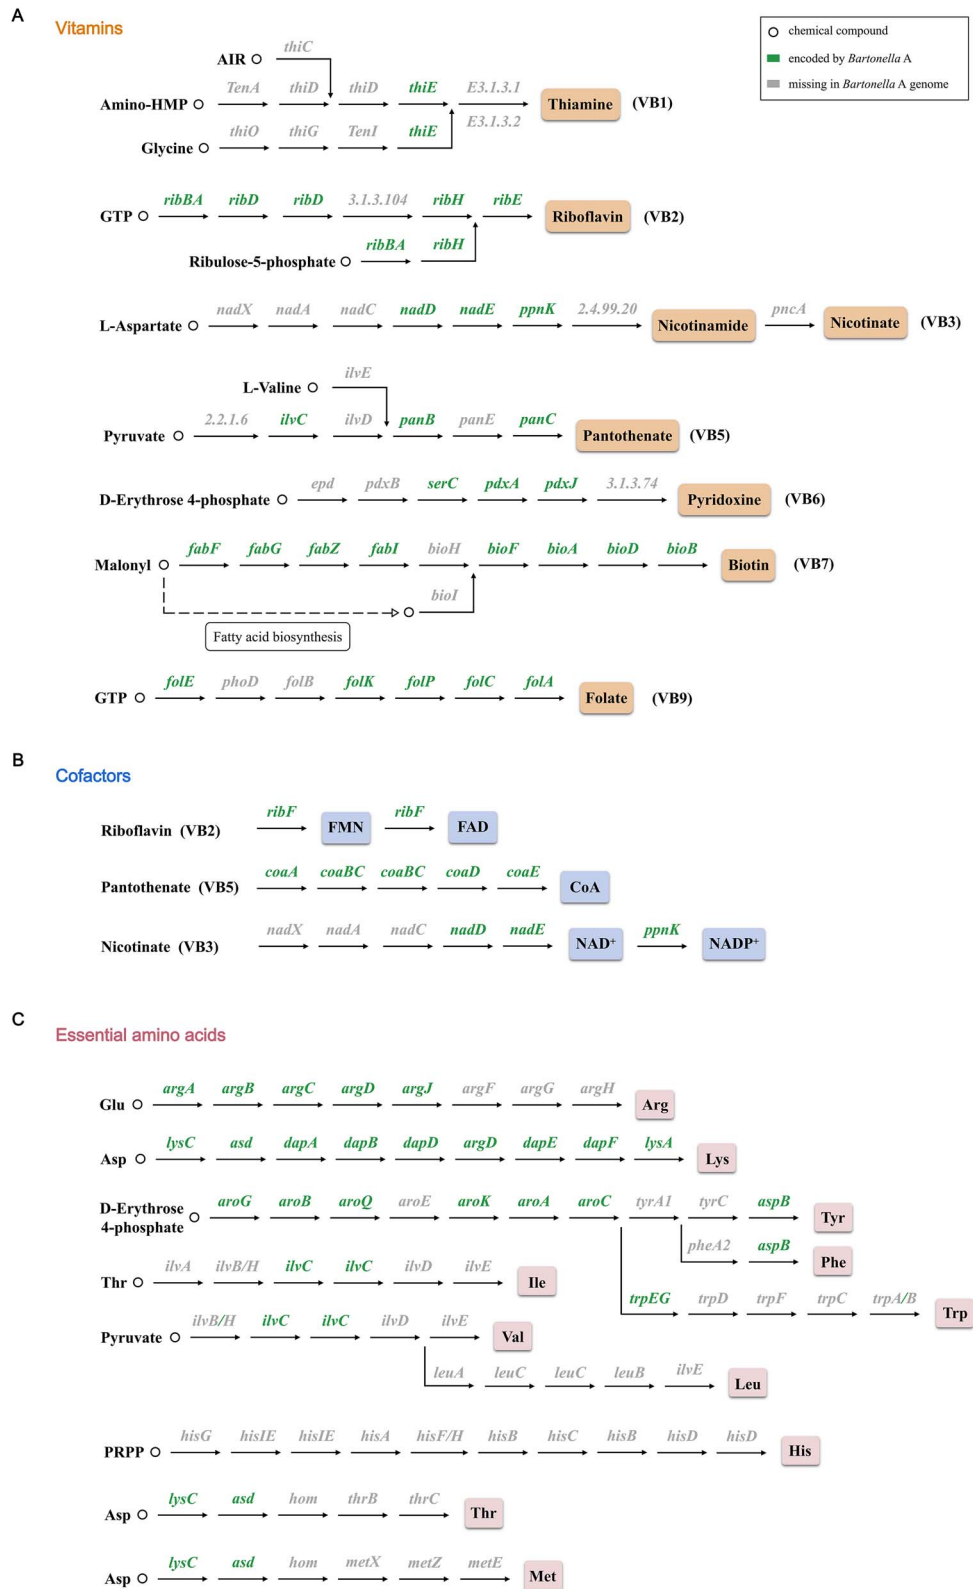 A
Vitamins
chemical compound
encoded by Bartonella A
missing in Bartonella A genome
thiC
AIR
TenA thiD thiD thiE E3.1.3.1
Amino-HMP Thiamine (VB1)
E3.1.3.2
thiO thiG TenI thiE
Glycine
ribBA ribD ribD 3.1.3.104 ribH ribE
GTP Riboflavin (VB2)
ribBA ribH
Ribulose-5-phosphate
nadX nadA nadC nadD nadE ppnK 2.4.99.20 pncA
L-Aspartate Nicotinamide Nicotinate (VB3)
ilvE
L-Valine
2.2.1.6 ilvC ilvD panB panE panC
Pyruvate Pantothenate (VB5)
epd pdxB serC pdxA pdxJ 3.1.3.74
D-Erythrose 4-phosphate Pyridoxine (VB6)
fabF fabG fabZ fabI bioH bioF bioA bioD bioB
Malonyl Biotin (VB7)
bioI
Fatty acid biosynthesis
folE phoD folB folK folP folC folA
GTP Folate (VB9)
B
Cofactors
ribF ribF
Riboflavin (VB2) FMN FAD
coaA coaBC coaBC coaD coaE
Pantothenate (VB5) CoA
nadX nadA nadC nadD nadE ppnK
Nicotinate (VB3) NAD+ NADP+
C
Essential amino acids
argA argB argC argD argJ argF argG argH
Glu Arg
lysC asd dapA dapB dapD argD dapE dapF lysA
Asp Lys
aroG aroB aroQ aroE aroK aroA aroC tyrA1 tyrC aspB
D-Erythrose
4-phosphate Tyr
pheA2 aspB
Phe
ilvA ilvB/H ilvC ilvC ilvD ilvE
Thr Ile
trpEG trpD trpF trpC trpA/B
Trp
ilvB/H ilvC ilvC ilvD ilvE
Pyruvate Val
leuA leuC leuC leuB ilvE
Leu
hisG hisIE hisIE hisA hisF/H hisB hisC hisB hisD hisD
PRPP His
lysC asd hom thrB thrC
Asp Thr
lysC asd hom metX metZ metE
Asp Met